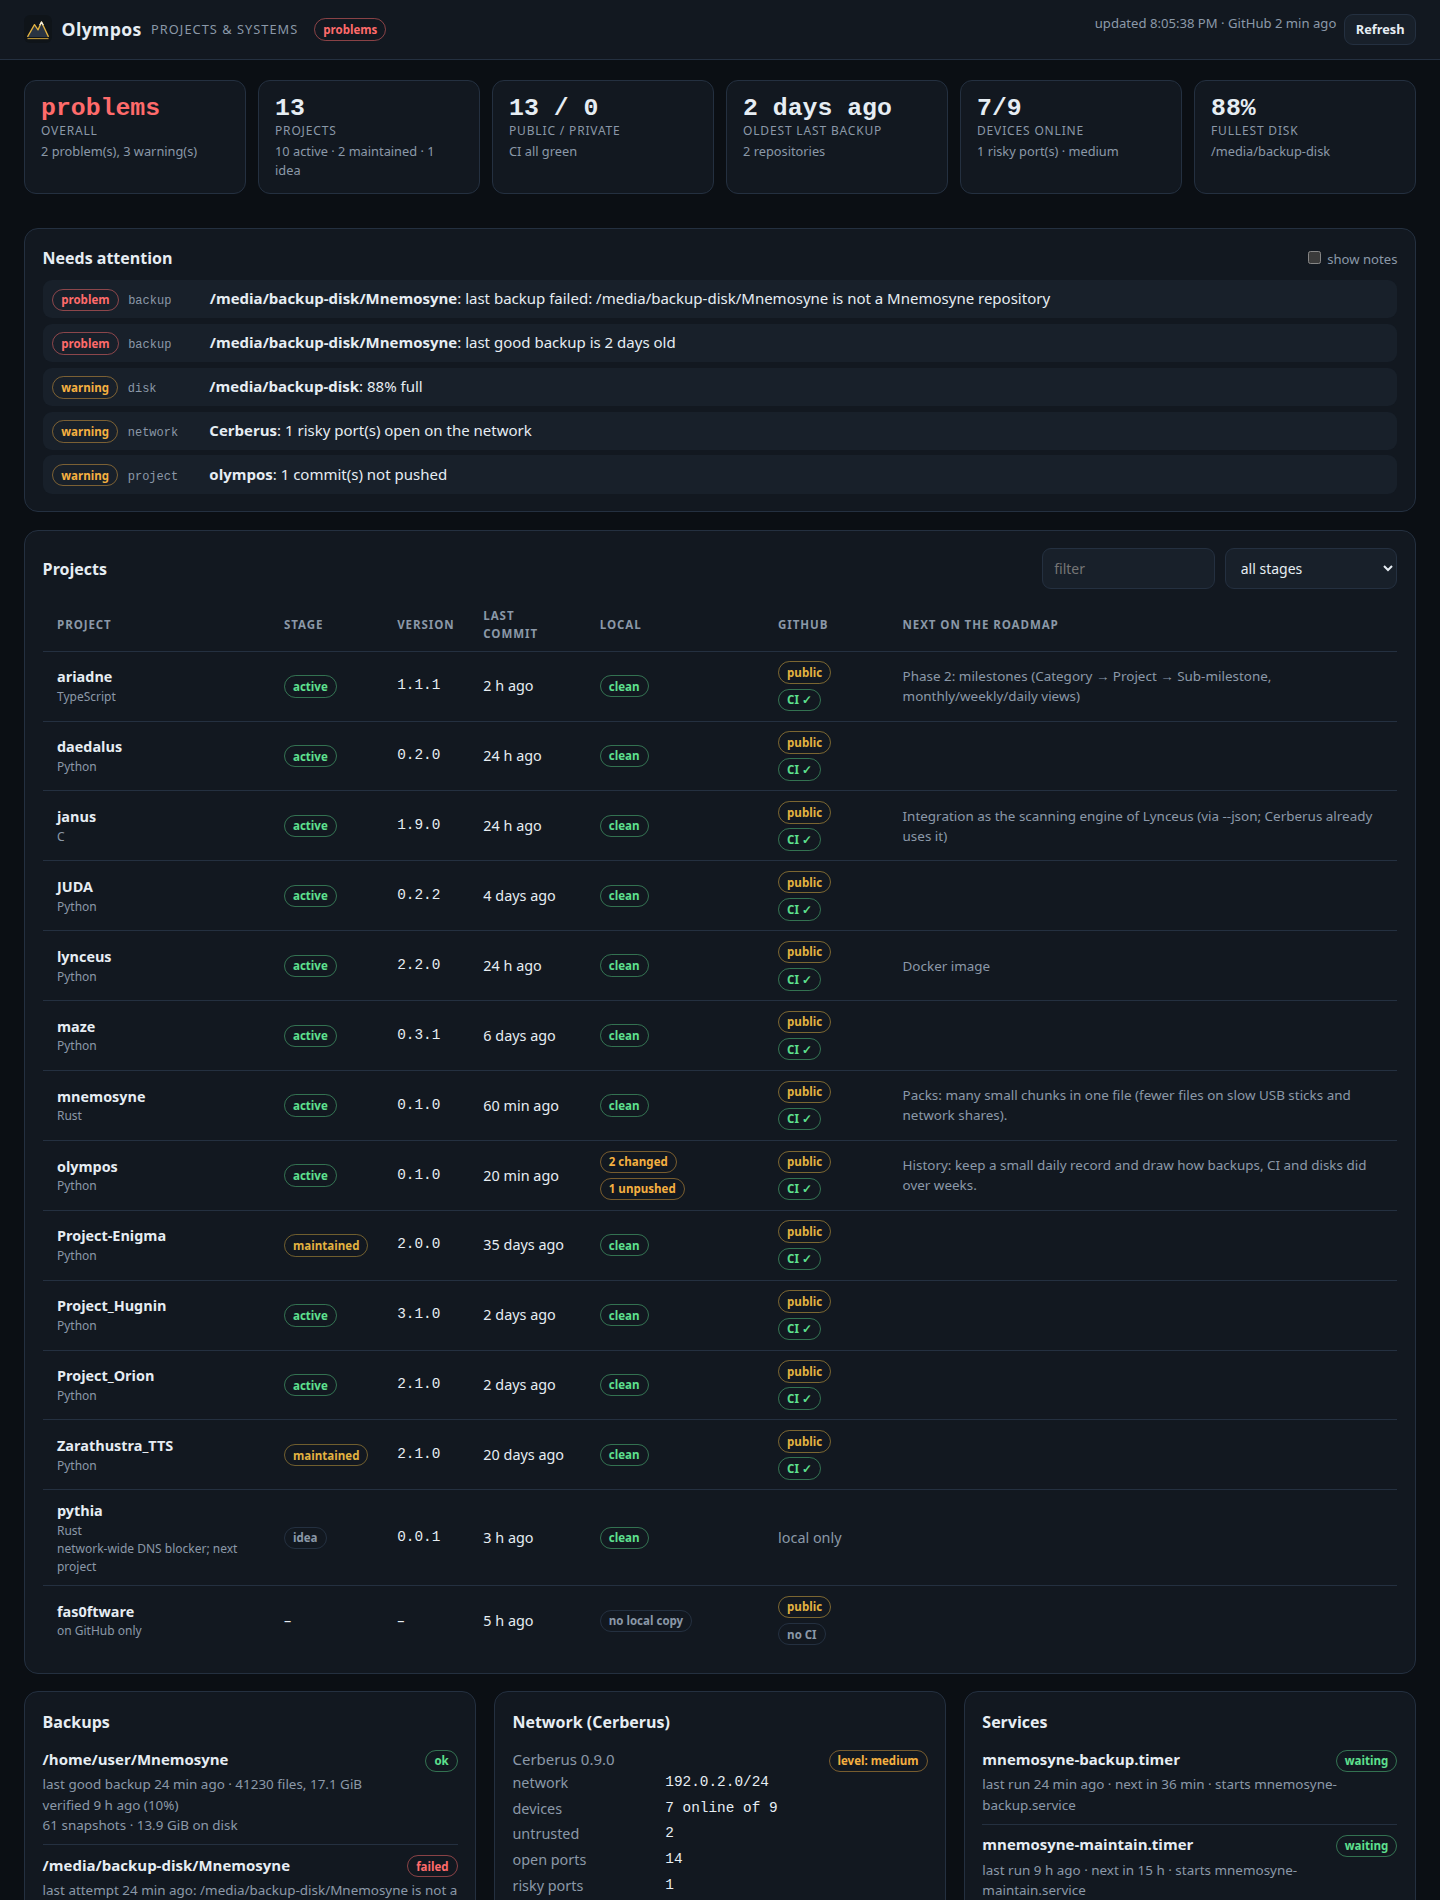 Olympos PROJECTS & SYSTEMS problems updated 8:05:38 PM · GitHub 2 min ago Refresh
problems
OVERALL
2 problem(s), 3 warning(s)
13
PROJECTS
10 active · 2 maintained · 1
idea
13 / 0
PUBLIC / PRIVATE
CI all green
2 days ago
OLDEST LAST BACKUP
2 repositories
7/9
DEVICES ONLINE
1 risky port(s) · medium
88%
FULLEST DISK
/media/backup-disk
Needs attention show notes
problem backup /media/backup-disk/Mnemosyne: last backup failed: /media/backup-disk/Mnemosyne is not a Mnemosyne repository
problem backup /media/backup-disk/Mnemosyne: last good backup is 2 days old
warning disk /media/backup-disk: 88% full
warning network Cerberus: 1 risky port(s) open on the network
warning project olympos: 1 commit(s) not pushed
Projects filter all stages
PROJECT STAGE VERSION LAST COMMIT LOCAL GITHUB NEXT ON THE ROADMAP
ariadne
TypeScript
active 1.1.1 2 h ago clean
public
CI ✓
Phase 2: milestones (Category → Project → Sub-milestone,
monthly/weekly/daily views)
daedalus
Python
active 0.2.0 24 h ago clean
public
CI ✓
janus
C
active 1.9.0 24 h ago clean
public
CI ✓
Integration as the scanning engine of Lynceus (via --json; Cerberus already
uses it)
JUDA
Python
active 0.2.2 4 days ago clean
public
CI ✓
lynceus
Python
active 2.2.0 24 h ago clean
public
CI ✓
Docker image
maze
Python
active 0.3.1 6 days ago clean
public
CI ✓
mnemosyne
Rust
active 0.1.0 60 min ago clean
public
CI ✓
Packs: many small chunks in one file (fewer files on slow USB sticks and
network shares).
olympos
Python
active 0.1.0 20 min ago
2 changed
1 unpushed
public
CI ✓
History: keep a small daily record and draw how backups, CI and disks did
over weeks.
Project-Enigma
Python
maintained 2.0.0 35 days ago clean
public
CI ✓
Project_Hugnin
Python
active 3.1.0 2 days ago clean
public
CI ✓
Project_Orion
Python
active 2.1.0 2 days ago clean
public
CI ✓
Zarathustra_TTS
Python
maintained 2.1.0 20 days ago clean
public
CI ✓
pythia
Rust
network-wide DNS blocker; next
project
idea 0.0.1 3 h ago clean local only
fas0ftware
on GitHub only
– – 5 h ago no local copy
public
no CI
Backups
/home/user/Mnemosyne ok
last good backup 24 min ago · 41230 files, 17.1 GiB
verified 9 h ago (10%)
61 snapshots · 13.9 GiB on disk
/media/backup-disk/Mnemosyne failed
last attempt 24 min ago: /media/backup-disk/Mnemosyne is not a
Network (Cerberus)
Cerberus 0.9.0 level: medium
network 192.0.2.0/24
devices 7 online of 9
untrusted 2
open ports 14
risky ports 1
Services
mnemosyne-backup.timer waiting
last run 24 min ago · next in 36 min · starts mnemosyne-
backup.service
mnemosyne-maintain.timer waiting
last run 9 h ago · next in 15 h · starts mnemosyne-
maintain.service